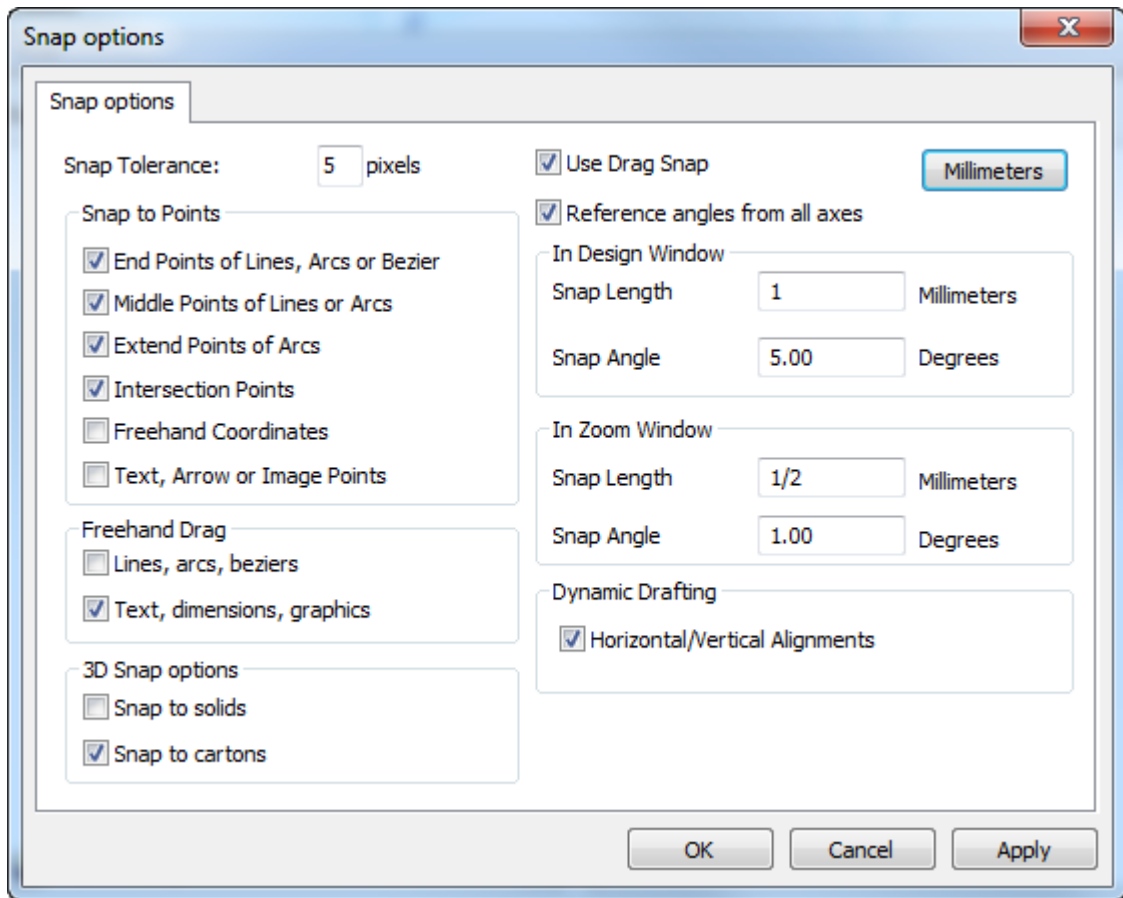 Snap options
Snap options
Snap Tolerance: 5 pixels
Snap to Points
End Points of Lines, Arcs or Bezier
Middle Points of Lines or Arcs
Extend Points of Arcs
Intersection Points
Freehand Coordinates
Text, Arrow or Image Points
Freehand Drag
Lines, arcs, beziers
Text, dimensions, graphics
3D Snap options
Snap to solids
Snap to cartons
Use Drag Snap
Millimeters
Reference angles from all axes
In Design Window
Snap Length 1 Millimeters
Snap Angle 5.00 Degrees
In Zoom Window
Snap Length 1/2 Millimeters
Snap Angle 1.00 Degrees
Dynamic Drafting
Horizontal/Vertical Alignments
OK Cancel Apply